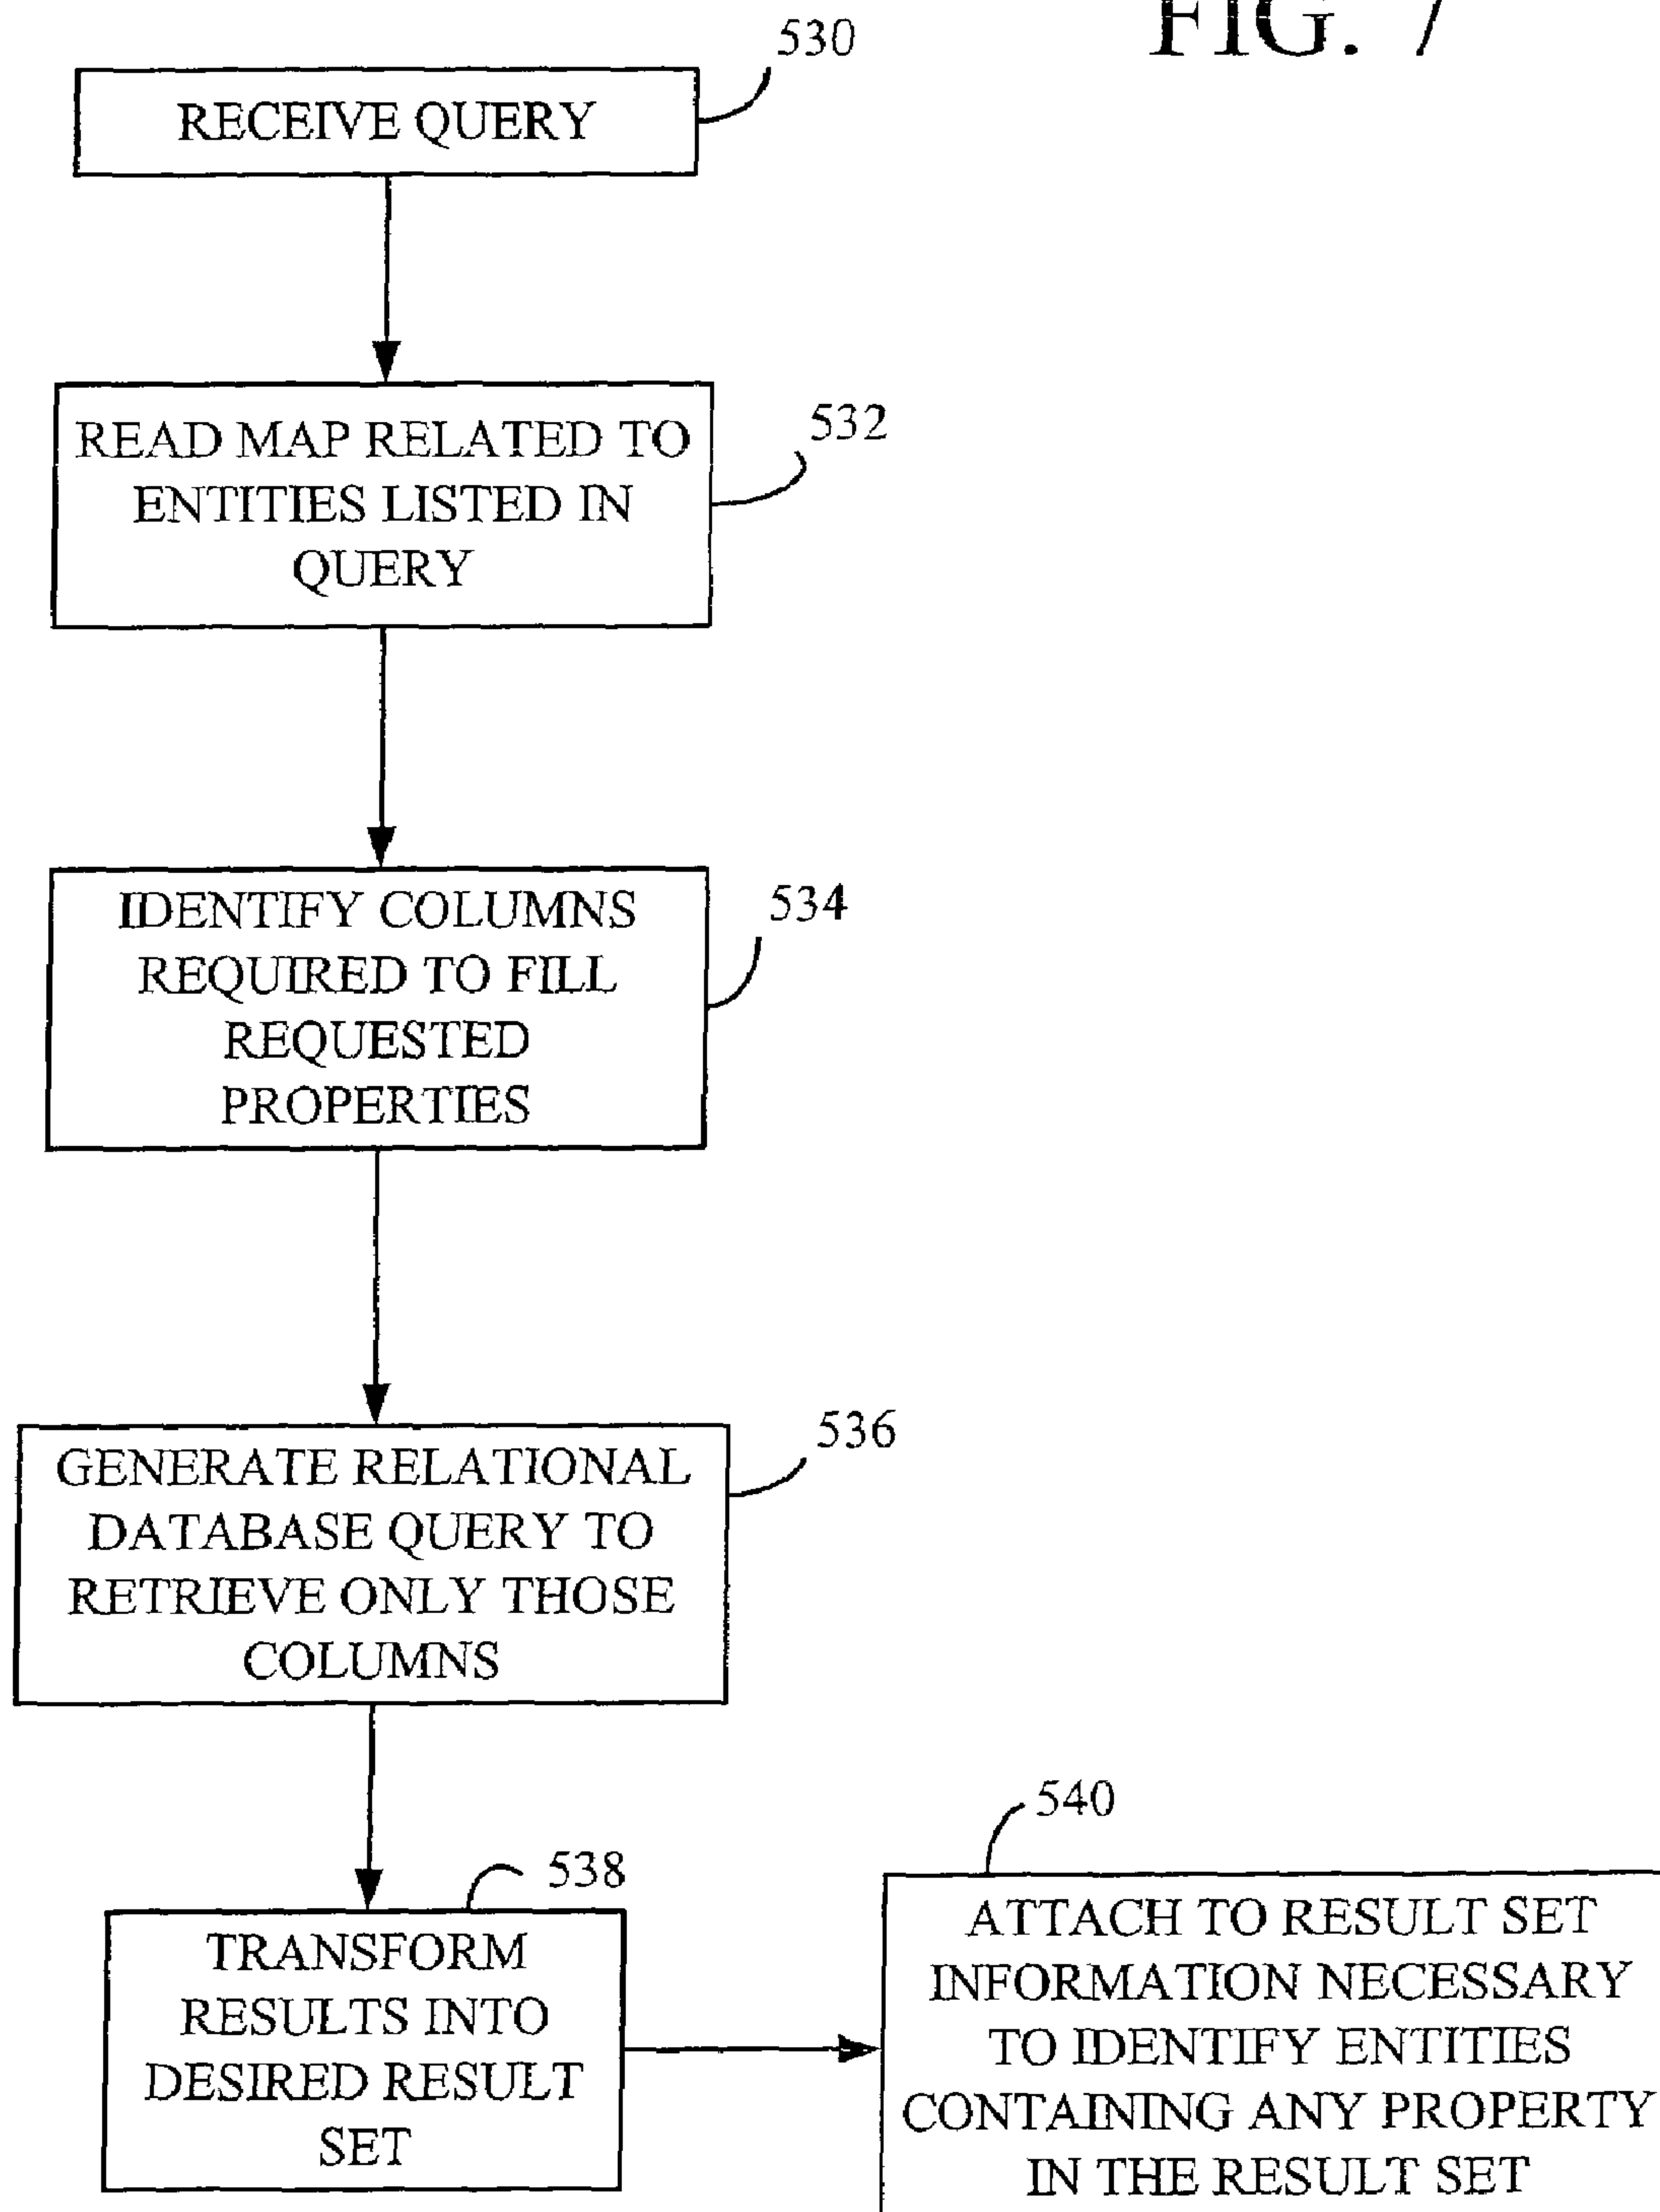 FIG. 7
530
RECEIVE QUERY
532
READ MAP RELATED TO
ENTITIES LISTED IN
QUERY
534
IDENTIFY COLUMNS
REQUIRED TO FILL
REQUESTED
PROPERTIES
536
GENERATE RELATIONAL
DATABASE QUERY TO
RETRIEVE ONLY THOSE
COLUMNS
538
TRANSFORM
RESULTS INTO
DESIRED RESULT
SET
540
ATTACH TO RESULT SET
INFORMATION NECESSARY
TO IDENTIFY ENTITIES
CONTAINING ANY PROPERTY
IN THE RESULT SET